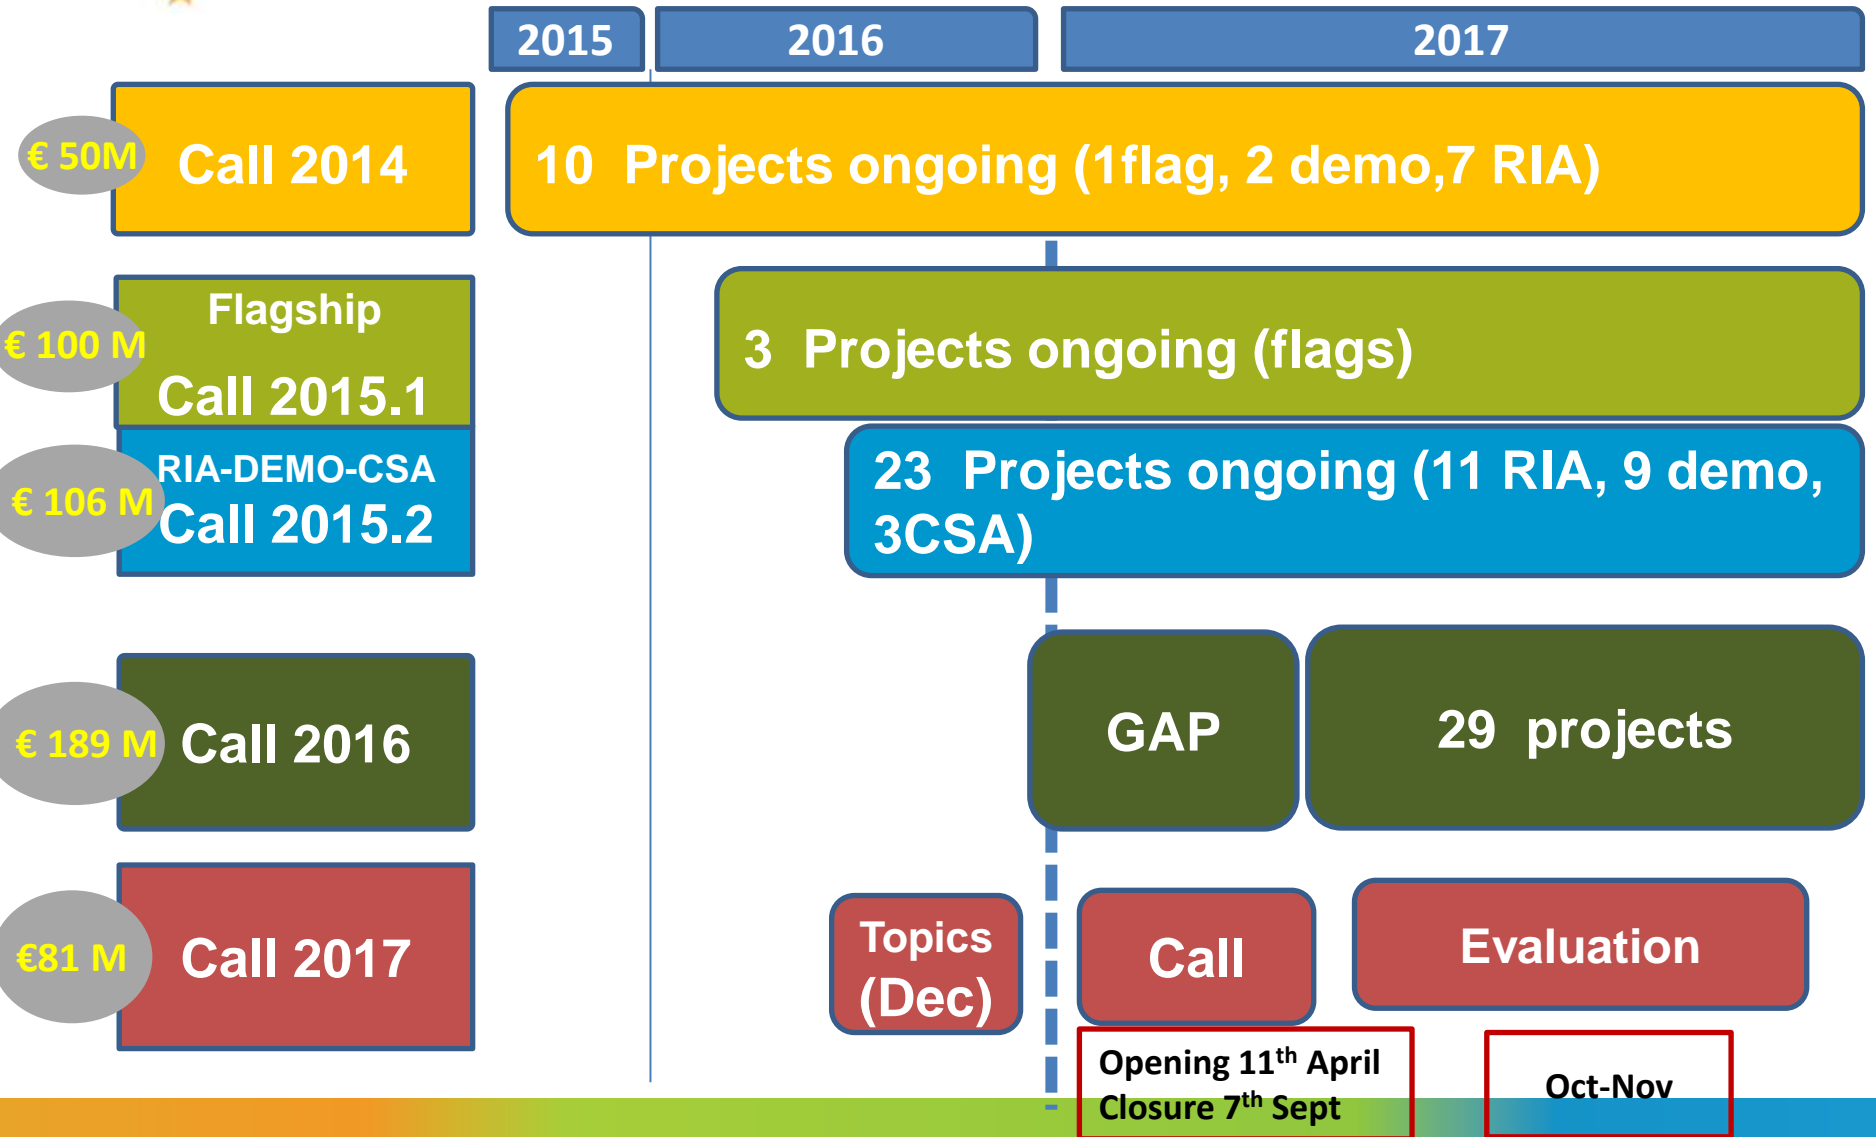 2015
2016
2017
€ 50M
Call 2014
10 Projects ongoing (1flag, 2 demo,7 RIA)
€ 100 M
Flagship
Call 2015.1
3 Projects ongoing (flags)
€ 106 M
RIA-DEMO-CSA
Call 2015.2
23 Projects ongoing (11 RIA, 9 demo,
3CSA)
€ 189 M
Call 2016
GAP
29 projects
€81 M
Call 2017
Topics
(Dec)
Call
Evaluation
Opening 11th April
Closure 7th Sept
Oct-Nov